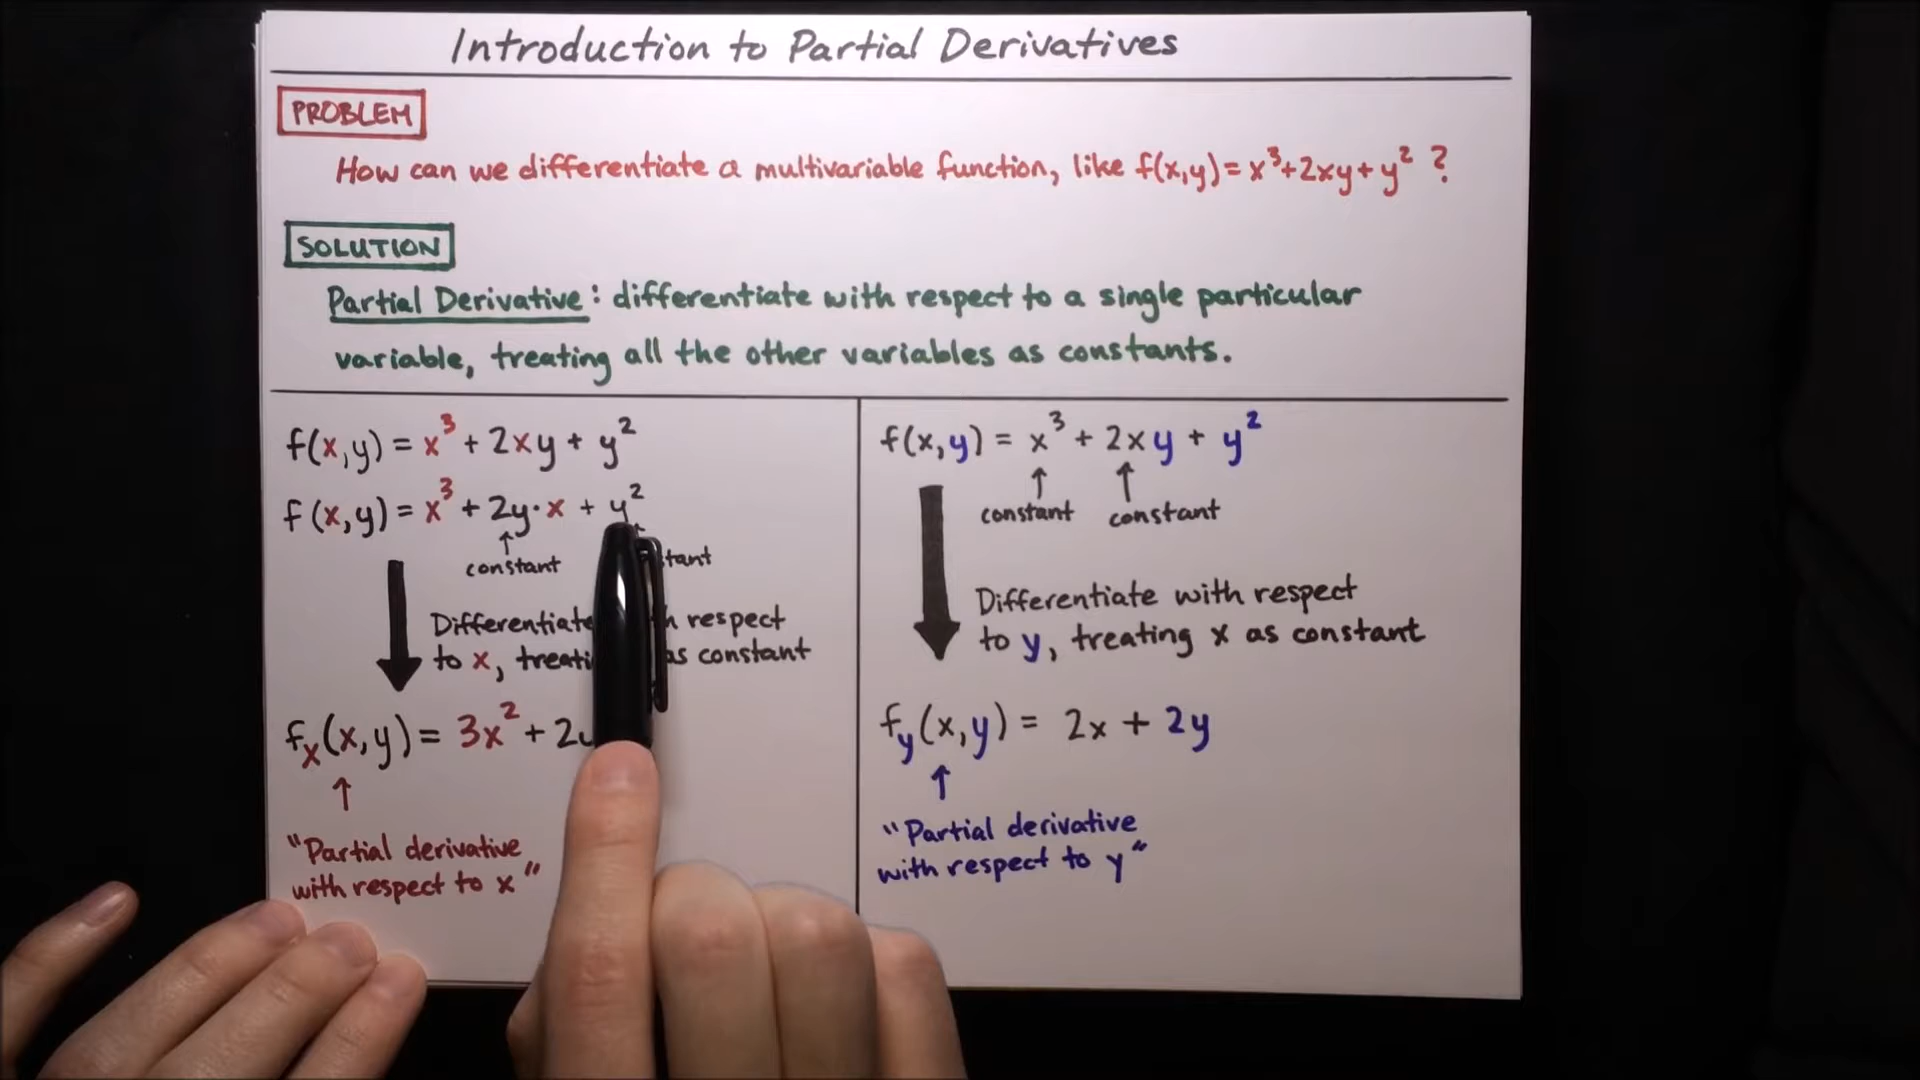 Introduction to Partial Derivatives
PROBLEM
How can we differentiate a multivariable function, like f(x,y)= x³+2xy+y² ?
SOLUTION
Partial Derivative: differentiate with respect to a single particular
variable, treating all the other variables as constants.
f(x,y) = x³ + 2xy + y²
f(x,y) = x³ + 2y·x + y²
↑
constant
Differentiate respect
to x, as constant
fₓ(x,y) = 3x² +
↑
"Partial derivative
with respect to x"
f(x,y) = x³ + 2xy + y²
↑ ↑
constant constant
Differentiate with respect
to y, treating x as constant
f_y(x,y) = 2x + 2y
↑
"Partial derivative
with respect to y"